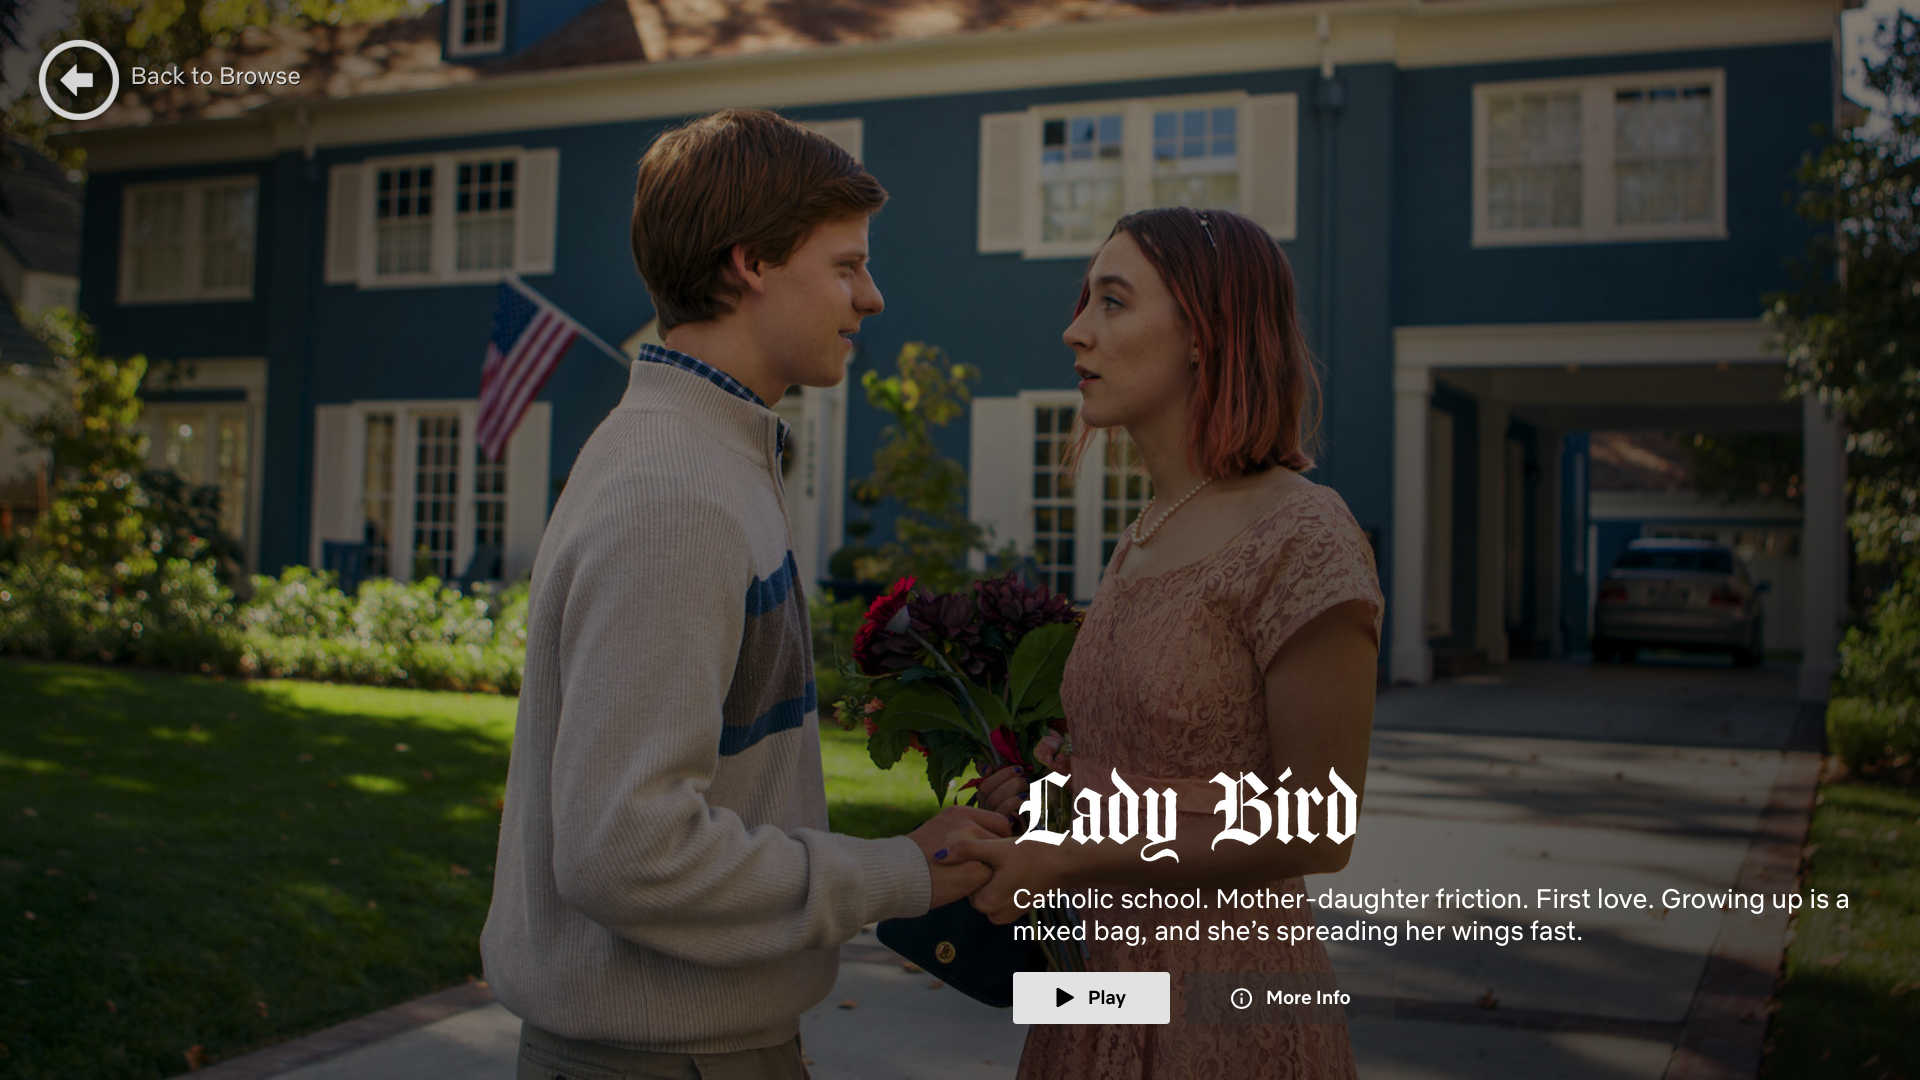 Back to Browse
Lady Bird
Catholic school. Mother-daughter friction. First love. Growing up is a
mixed bag, and she’s spreading her wings fast.
Play
More Info